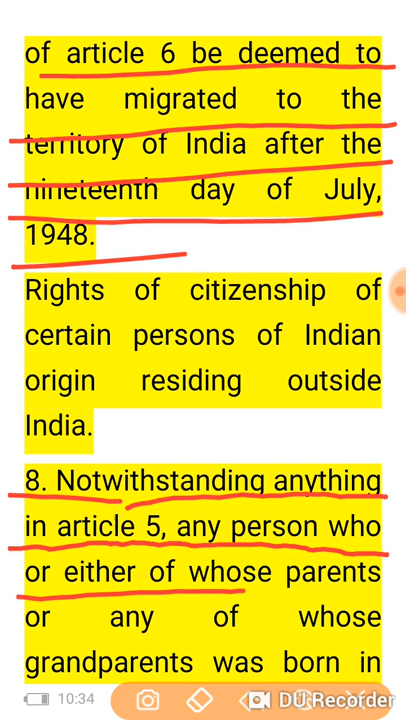 of article 6 be deemed to
have migrated to the
territory of India after the
nineteenth day of July,
1948.
Rights of citizenship of
certain persons of Indian
origin residing outside
India.
8. Notwithstanding anything
in article 5, any person who
or either of whose parents
or any of whose
grandparents was born in
10:34
DU Recorder